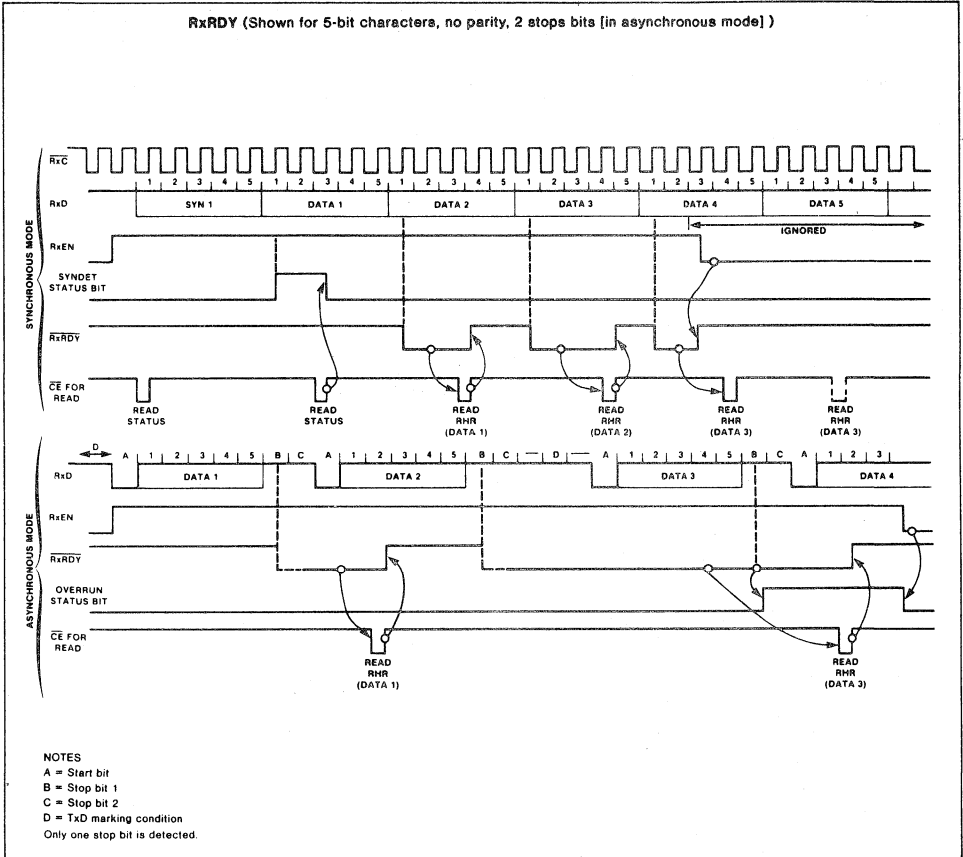 RxRDY (Shown for 5-bit characters, no parity, 2 stops bits [in asynchronous mode] )
SYNCHRONOUS MODE
RxC
1 2 3 4 5 1 2 3 4 5 1 2 3 4 5 1 2 3 4 5 1 2 3 4 5 1 2 3 4 5
RxD SYN 1 DATA 1 DATA 2 DATA 3 DATA 4 DATA 5
IGNORED
RxEN
SYNDET
STATUS BIT
RxRDY
CE FOR
READ
READ
STATUS
READ
STATUS
READ
RHR
(DATA 1)
READ
RHR
(DATA 2)
READ
RHR
(DATA 3)
READ
RHR
(DATA 3)
ASYNCHRONOUS MODE
D
A 1 2 3 4 5 B C A 1 2 3 4 5 B C D A 1 2 3 4 5 B C A 1 2 3
RxD DATA 1 DATA 2 DATA 3 DATA 4
RxEN
RxRDY
OVERRUN
STATUS BIT
CE FOR
READ
READ
RHR
(DATA 1)
READ
RHR
(DATA 3)
NOTES
A = Start bit
B = Stop bit 1
C = Stop bit 2
D = TxD marking condition
Only one stop bit is detected.